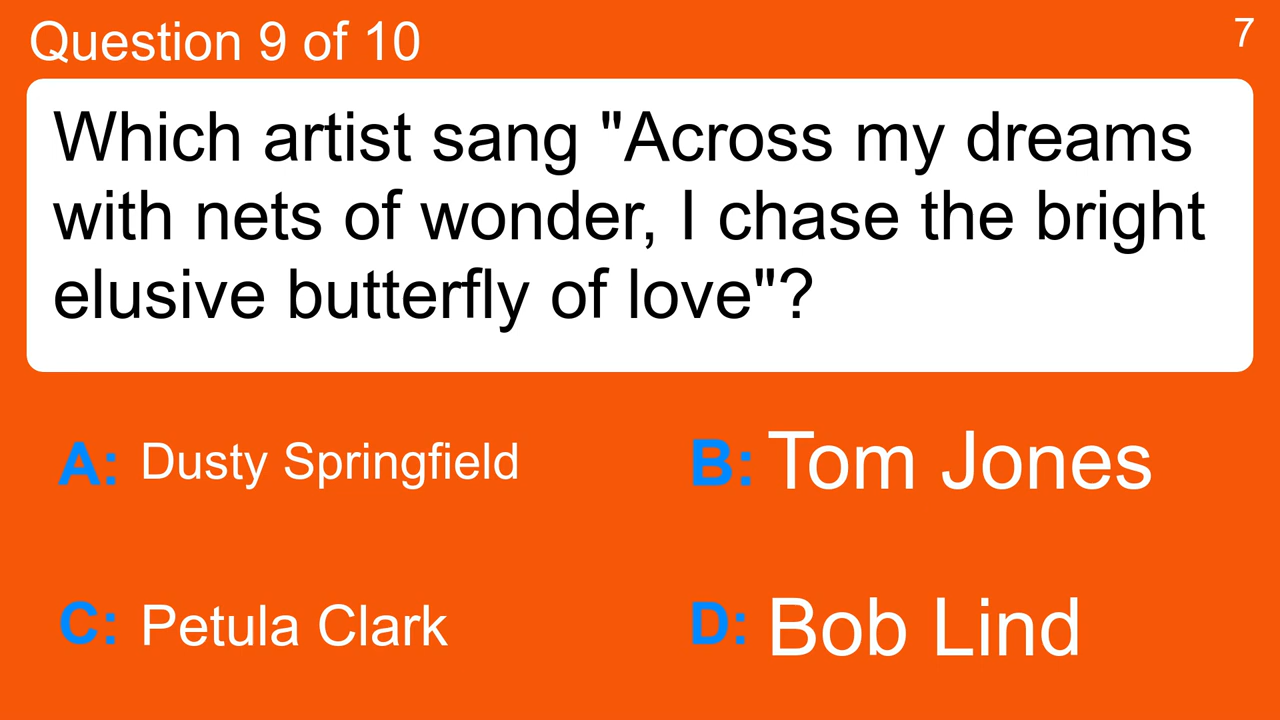 Question 9 of 10
7
Which artist sang "Across my dreams
with nets of wonder, I chase the bright
elusive butterfly of love"?
A: Dusty Springfield
B: Tom Jones
C: Petula Clark
D: Bob Lind